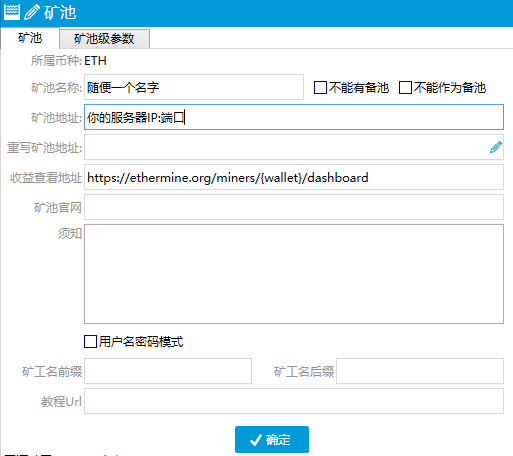 矿池
矿池 矿池级参数
所属币种: ETH
矿池名称: 随便一个名字 不能有备池 不能作为备池
矿池地址: 你的服务器IP:端口
重写矿池地址:
收益查看地址 https://ethermine.org/miners/{wallet}/dashboard
矿池官网
须知
用户名密码模式
矿工名前缀 矿工名后缀
教程Url
确定